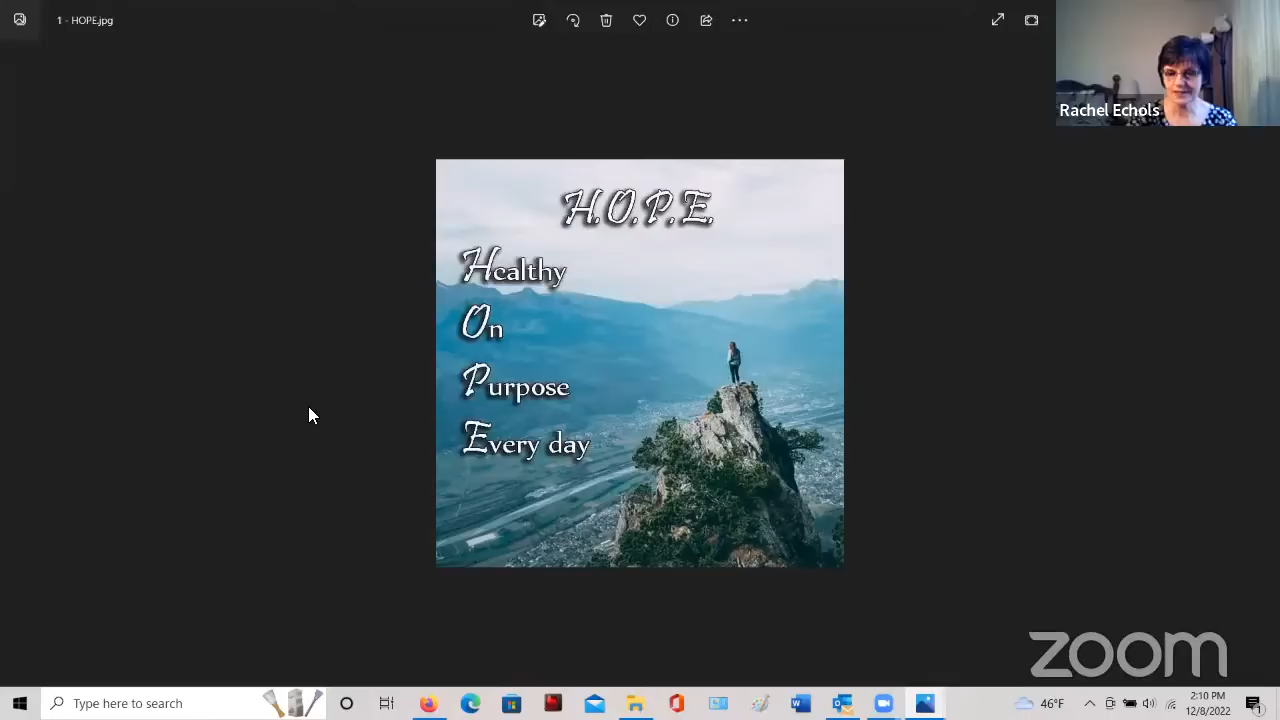 1 - HOPE.jpg
Rachel Echols
H.O.P.E.
Healthy
On
Purpose
Every day
zoom
Type here to search
46°F
2:10 PM
12/8/2022
1